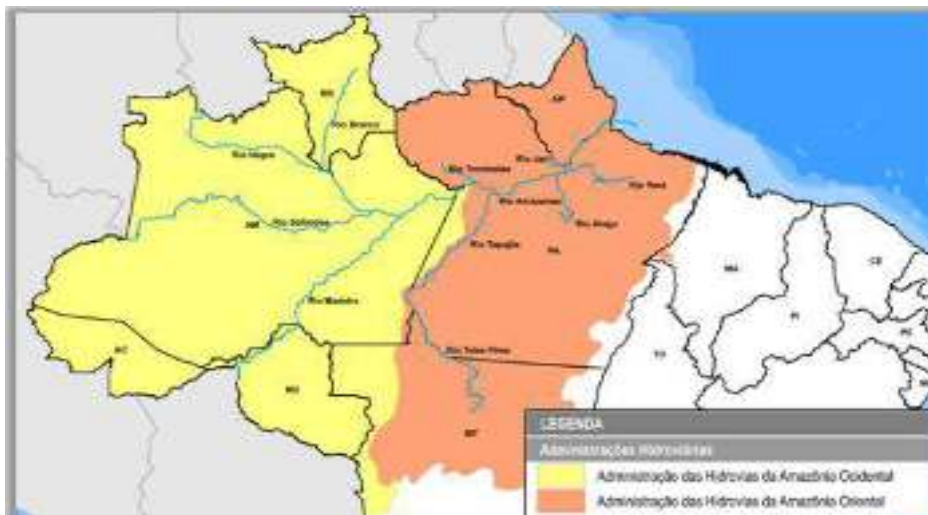 RR
AP
Rio Branco
Rio Negro
Rio Jari
Rio Trombetas
Rio Pará
Rio Amazonas
Rio Solimões
AM
Rio Tapajós
PA
MA
CE
Rio Madeira
PI
PE
AC
Rio Teles Pires
TO
RO
MT
LEGENDA
Administrações Hidroviárias
Administração das Hidrovias da Amazônia Ocidental
Administração das Hidrovias da Amazônia Oriental